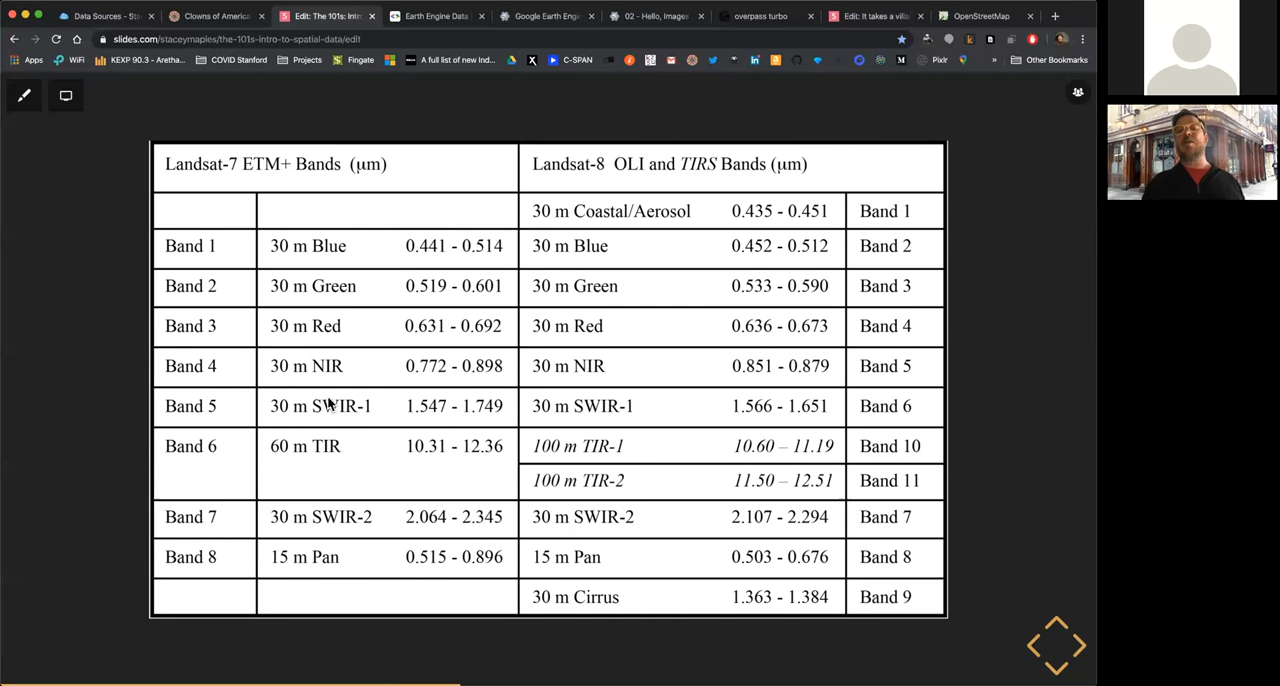 Data Sources - Sta
Clowns of America
Edit: The 101s: Intro
Earth Engine Data
Google Earth Engin
02 - Hello, Images
overpass turbo
Edit: It takes a villa
OpenStreetMap
slides.com/staceymaples/the-101s-intro-to-spatial-data/edit
Apps
WiFi
KEXP 90.3 - Aretha...
COVID Stanford
Projects
Fingate
A full list of new Ind...
C-SPAN
Pixlr
»
Other Bookmarks
Landsat-7 ETM+ Bands (μm)
Landsat-8 OLI and TIRS Bands (μm)
30 m Coastal/Aerosol 0.435 - 0.451 Band 1
Band 1 30 m Blue 0.441 - 0.514 30 m Blue 0.452 - 0.512 Band 2
Band 2 30 m Green 0.519 - 0.601 30 m Green 0.533 - 0.590 Band 3
Band 3 30 m Red 0.631 - 0.692 30 m Red 0.636 - 0.673 Band 4
Band 4 30 m NIR 0.772 - 0.898 30 m NIR 0.851 - 0.879 Band 5
Band 5 30 m SWIR-1 1.547 - 1.749 30 m SWIR-1 1.566 - 1.651 Band 6
Band 6 60 m TIR 10.31 - 12.36 100 m TIR-1 10.60 – 11.19 Band 10
100 m TIR-2 11.50 – 12.51 Band 11
Band 7 30 m SWIR-2 2.064 - 2.345 30 m SWIR-2 2.107 - 2.294 Band 7
Band 8 15 m Pan 0.515 - 0.896 15 m Pan 0.503 - 0.676 Band 8
30 m Cirrus 1.363 - 1.384 Band 9